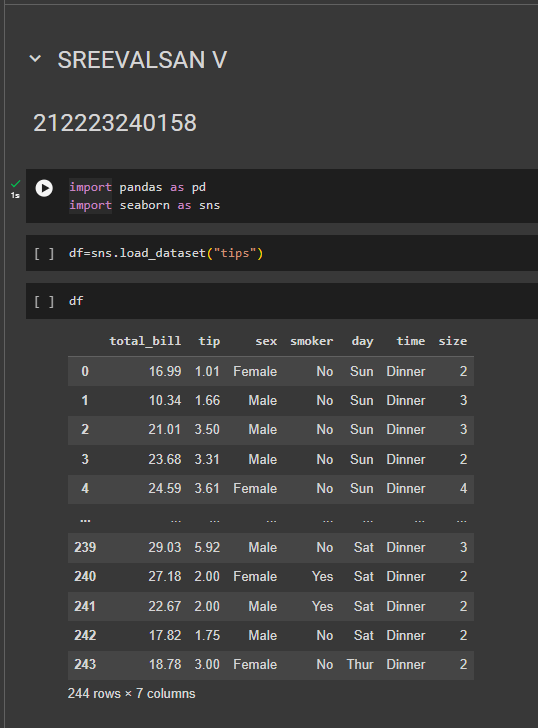 SREEVALSAN V
212223240158
1s
import pandas as pd
import seaborn as sns
[ ] df=sns.load_dataset("tips")
[ ] df
total_bill tip sex smoker day time size
0 16.99 1.01 Female No Sun Dinner 2
1 10.34 1.66 Male No Sun Dinner 3
2 21.01 3.50 Male No Sun Dinner 3
3 23.68 3.31 Male No Sun Dinner 2
4 24.59 3.61 Female No Sun Dinner 4
... ... ... ... ... ... ... ...
239 29.03 5.92 Male No Sat Dinner 3
240 27.18 2.00 Female Yes Sat Dinner 2
241 22.67 2.00 Male Yes Sat Dinner 2
242 17.82 1.75 Male No Sat Dinner 2
243 18.78 3.00 Female No Thur Dinner 2
244 rows × 7 columns